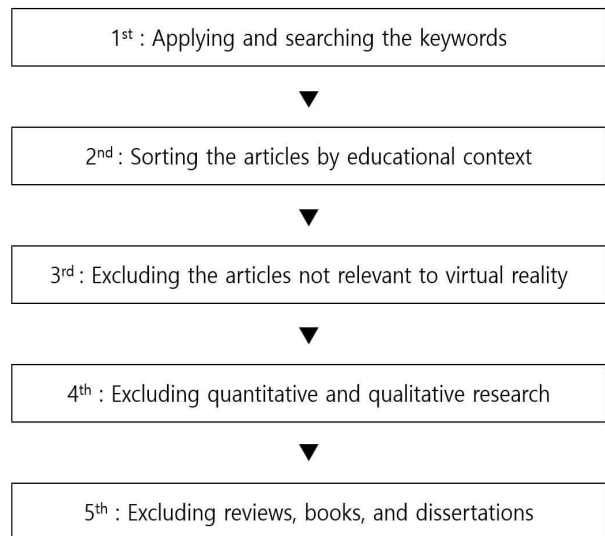 1st : Applying and searching the keywords
▼
2nd : Sorting the articles by educational context
▼
3rd : Excluding the articles not relevant to virtual reality
▼
4th : Excluding quantitative and qualitative research
▼
5th : Excluding reviews, books, and dissertations